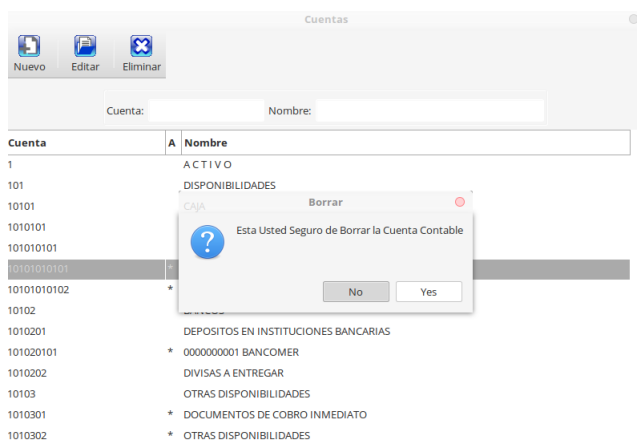 Cuentas
Nuevo Editar Eliminar
Cuenta: Nombre:
Cuenta A Nombre
1 A C T I V O
101 DISPONIBILIDADES
10101 CAJA
Borrar
1010101
Esta Usted Seguro de Borrar la Cuenta Contable
101010101
10101010101 *
10101010102 *
No Yes
10102 BANCOS
1010201 DEPOSITOS EN INSTITUCIONES BANCARIAS
101020101 * 0000000001 BANCOMER
1010202 DIVISAS A ENTREGAR
10103 OTRAS DISPONIBILIDADES
1010301 * DOCUMENTOS DE COBRO INMEDIATO
1010302 * OTRAS DISPONIBILIDADES